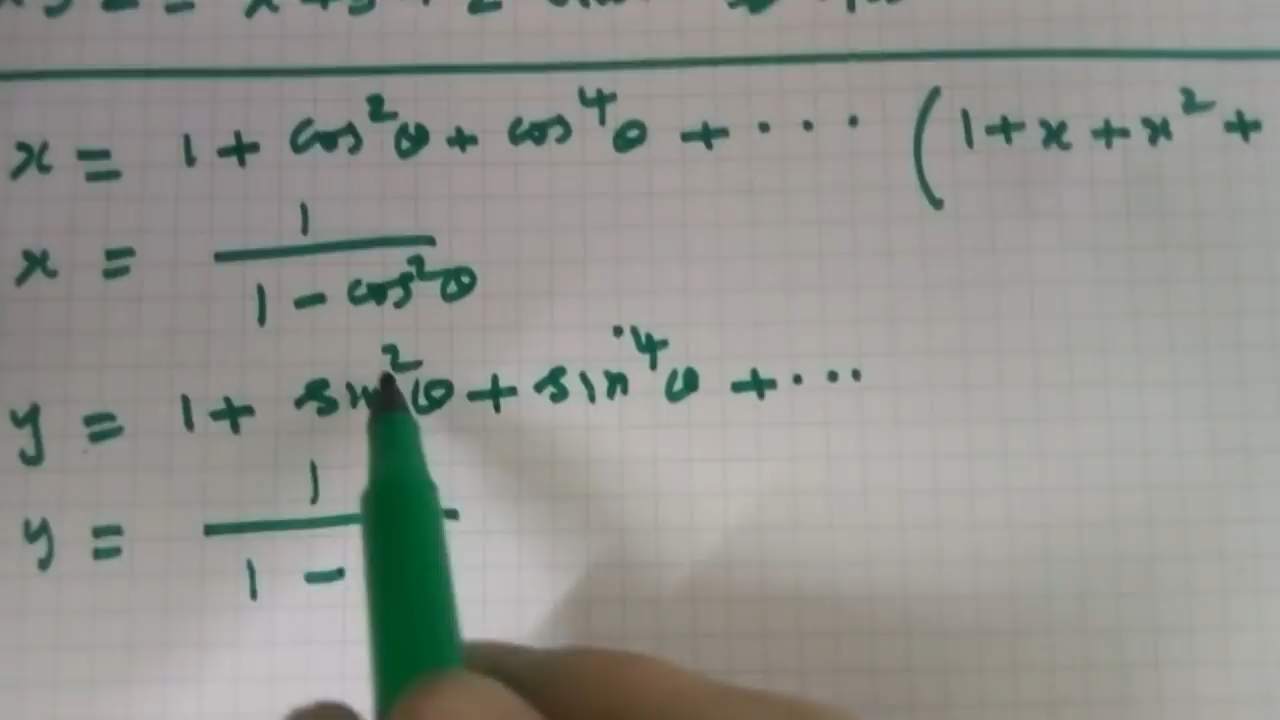 x = 1 + cos²θ + cos⁴θ + ... (1 + x + x² +
x = 1 / (1 - cos²θ
y = 1 + sin²θ + sin⁴θ + ...
y = 1 / (1 -